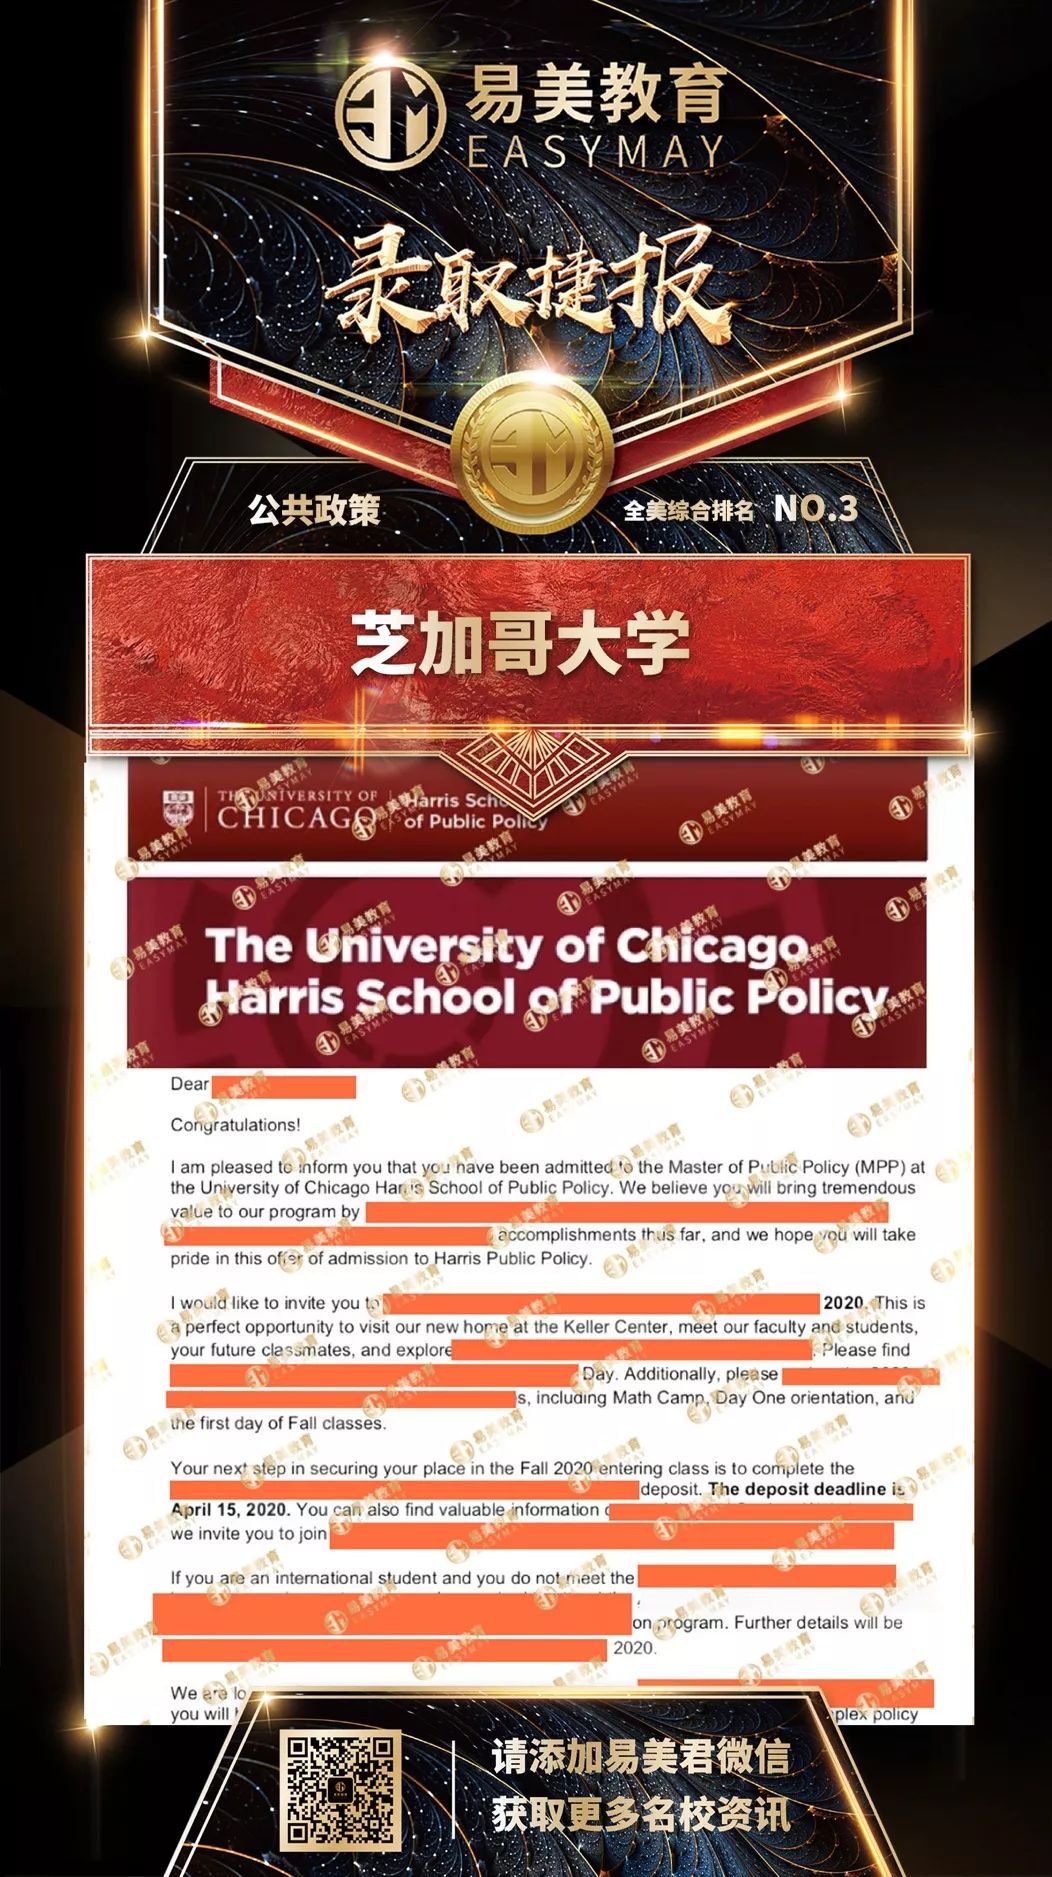 易美教育
EASYMAY
录取捷报
公共政策
全美综合排名 NO.3
芝加哥大学
THE UNIVERSITY OF
CHICAGO
Harris School
of Public Policy
The University of Chicago
Harris School of Public Policy
Dear
Congratulations!
I am pleased to inform you that you have been admitted to the Master of Public Policy (MPP) at
the University of Chicago Harris School of Public Policy. We believe you will bring tremendous
value to our program by
accomplishments thus far, and we hope you will take
pride in this offer of admission to Harris Public Policy.
I would like to invite you to 2020. This is
a perfect opportunity to visit our new home at the Keller Center, meet our faculty and students,
your future classmates, and explore . Please find
Day. Additionally, please
s, including Math Camp, Day One orientation, and
the first day of Fall classes.
Your next step in securing your place in the Fall 2020 entering class is to complete the
deposit. The deposit deadline is
April 15, 2020. You can also find valuable information
we invite you to join
If you are an international student and you do not meet the
on program. Further details will be
2020.
We are lo
you will plex policy
请添加易美君微信
获取更多名校资讯